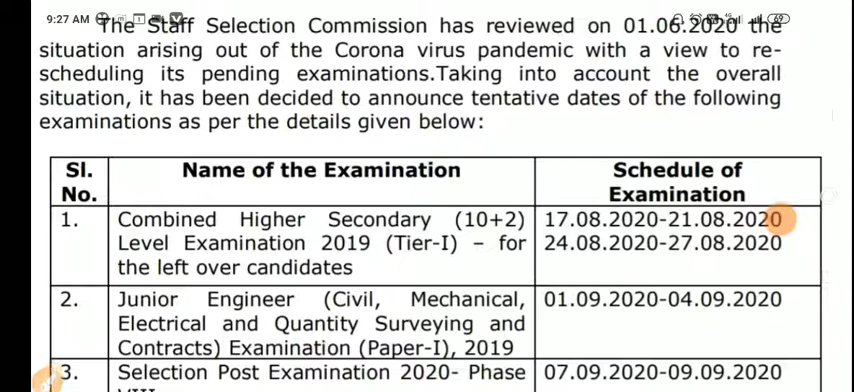 9:27 AM
69
The Staff Selection Commission has reviewed on 01.06.2020 the
situation arising out of the Corona virus pandemic with a view to re-
scheduling its pending examinations.Taking into account the overall
situation, it has been decided to announce tentative dates of the following
examinations as per the details given below:
Sl. No. Name of the Examination Schedule of Examination
1. Combined Higher Secondary (10+2) 17.08.2020-21.08.2020
Level Examination 2019 (Tier-I) – for 24.08.2020-27.08.2020
the left over candidates
2. Junior Engineer (Civil, Mechanical, 01.09.2020-04.09.2020
Electrical and Quantity Surveying and
Contracts) Examination (Paper-I), 2019
3. Selection Post Examination 2020- Phase 07.09.2020-09.09.2020